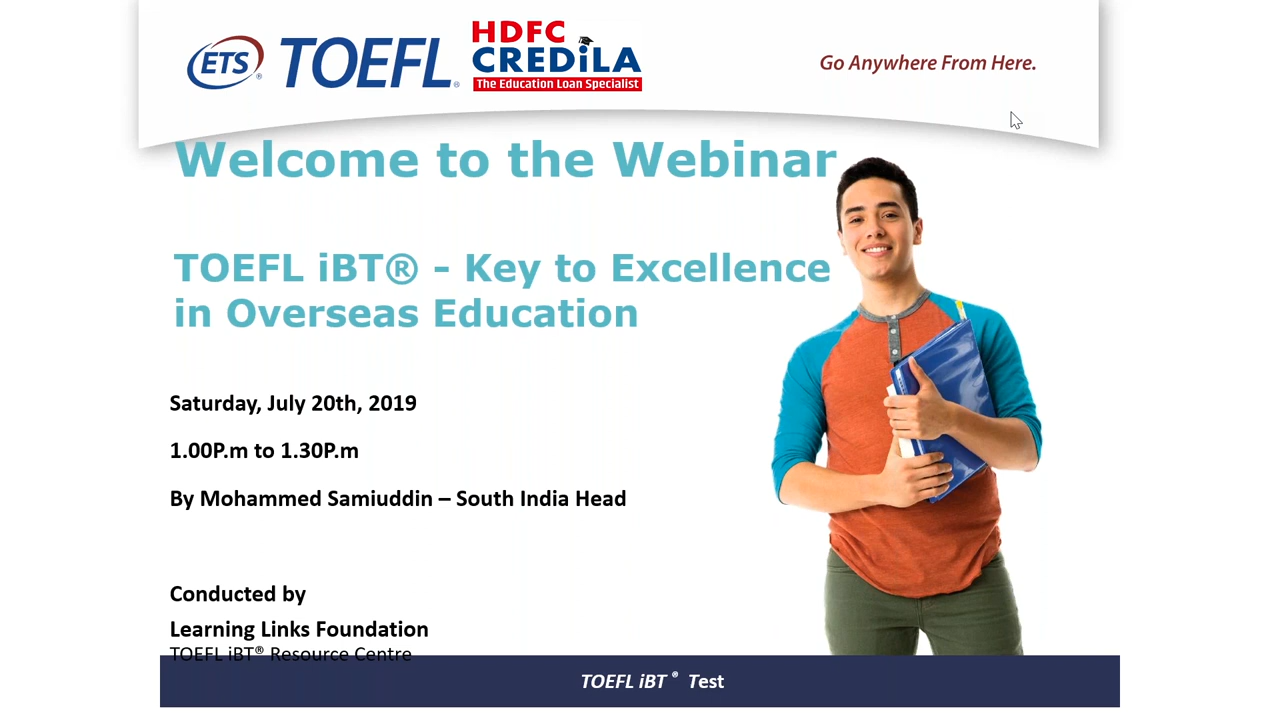 ETS® TOEFL®
HDFC
CREDiLA
The Education Loan Specialist
Go Anywhere From Here.
Welcome to the Webinar
TOEFL iBT® - Key to Excellence
in Overseas Education
Saturday, July 20th, 2019
1.00P.m to 1.30P.m
By Mohammed Samiuddin – South India Head
Conducted by
Learning Links Foundation
TOEFL iBT® Resource Centre
TOEFL iBT ® Test